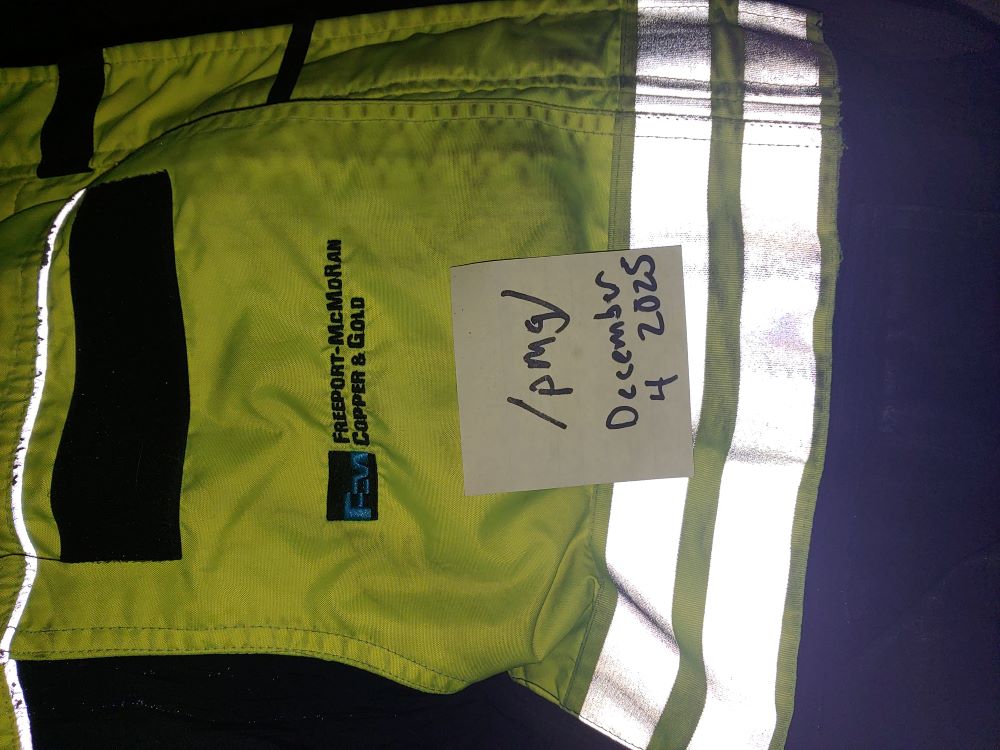 FREEPORT-MCMORAN
COPPER & GOLD
/pmg/
December
4 2025